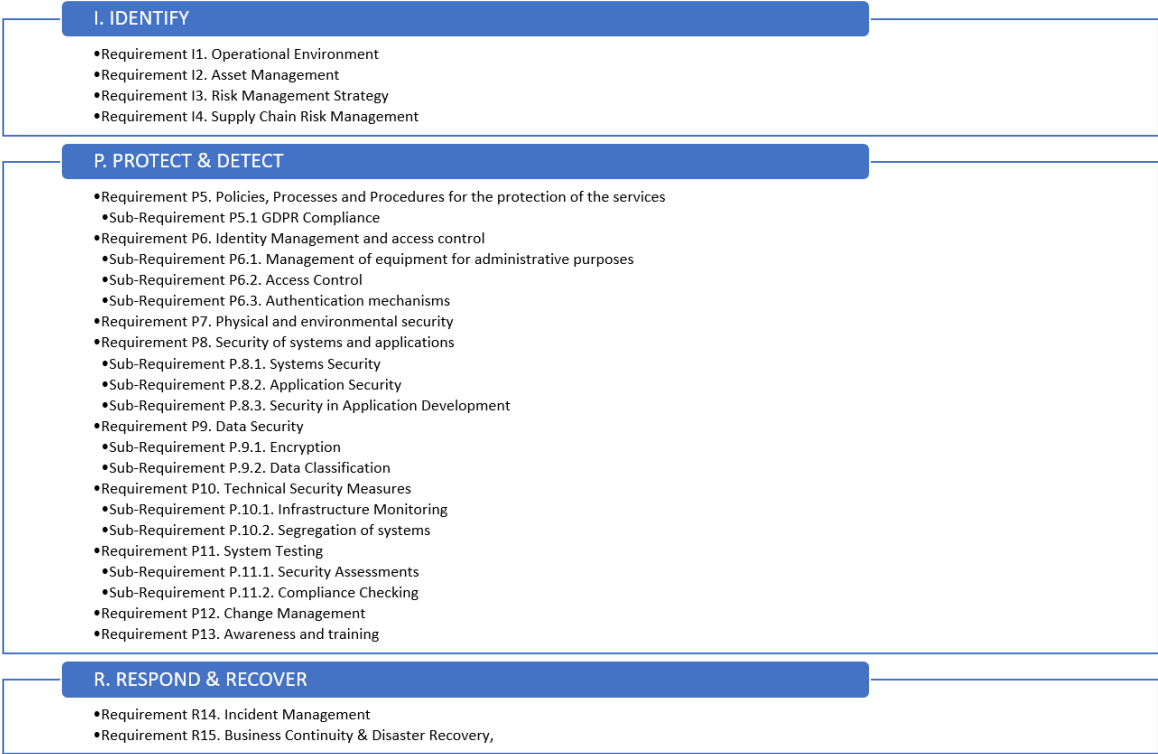 I. IDENTIFY
•Requirement I1. Operational Environment
•Requirement I2. Asset Management
•Requirement I3. Risk Management Strategy
•Requirement I4. Supply Chain Risk Management
P. PROTECT & DETECT
•Requirement P5. Policies, Processes and Procedures for the protection of the services
•Sub-Requirement P5.1 GDPR Compliance
•Requirement P6. Identity Management and access control
•Sub-Requirement P6.1. Management of equipment for administrative purposes
•Sub-Requirement P6.2. Access Control
•Sub-Requirement P6.3. Authentication mechanisms
•Requirement P7. Physical and environmental security
•Requirement P8. Security of systems and applications
•Sub-Requirement P.8.1. Systems Security
•Sub-Requirement P.8.2. Application Security
•Sub-Requirement P.8.3. Security in Application Development
•Requirement P9. Data Security
•Sub-Requirement P.9.1. Encryption
•Sub-Requirement P.9.2. Data Classification
•Requirement P10. Technical Security Measures
•Sub-Requirement P.10.1. Infrastructure Monitoring
•Sub-Requirement P.10.2. Segregation of systems
•Requirement P11. System Testing
•Sub-Requirement P.11.1. Security Assessments
•Sub-Requirement P.11.2. Compliance Checking
•Requirement P12. Change Management
•Requirement P13. Awareness and training
R. RESPOND & RECOVER
•Requirement R14. Incident Management
•Requirement R15. Business Continuity & Disaster Recovery,